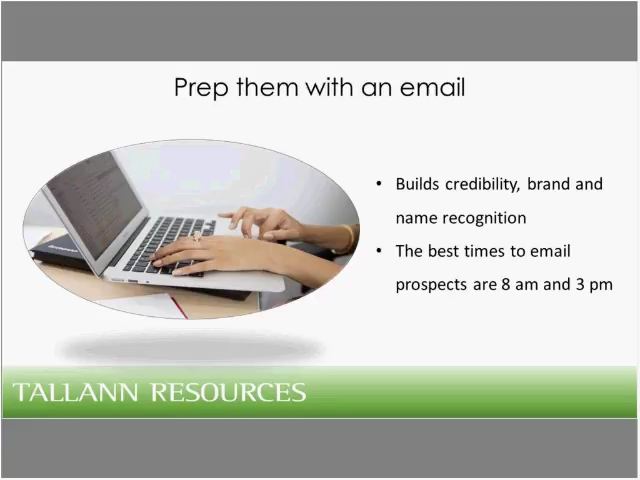 Prep them with an email
• Builds credibility, brand and
name recognition
• The best times to email
prospects are 8 am and 3 pm
TALLANN RESOURCES